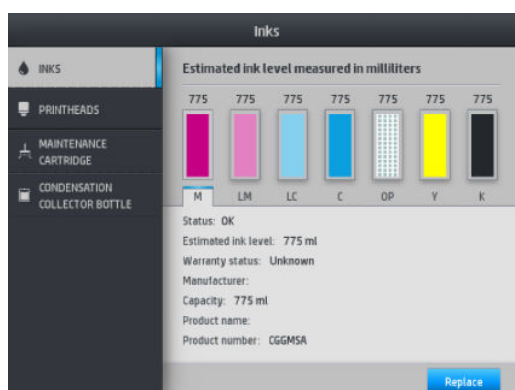 Inks
INKS
PRINTHEADS
MAINTENANCE
CARTRIDGE
CONDENSATION
COLLECTOR BOTTLE
Estimated ink level measured in milliliters
775 775 775 775 775 775 775
M LM LC C OP Y K
Status: OK
Estimated ink level: 775 ml
Warranty status: Unknown
Manufacturer:
Capacity: 775 ml
Product name:
Product number: CGGMSA
Replace